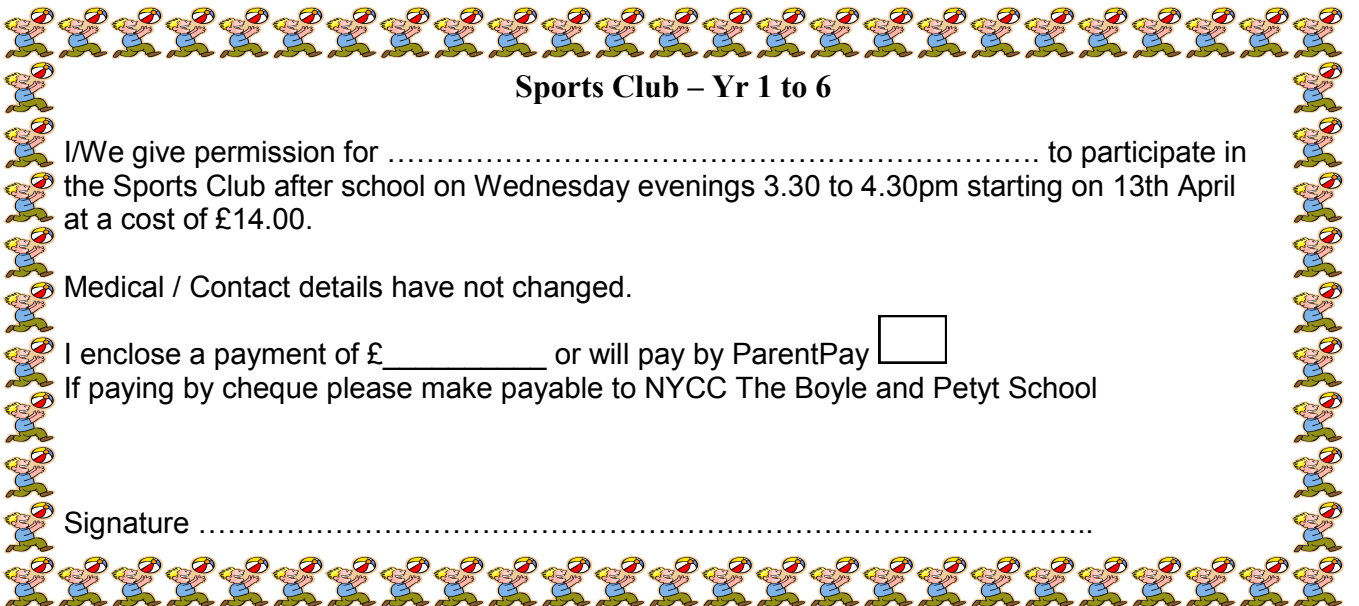 Sports Club – Yr 1 to 6
I/We give permission for …………………………………………………………. to participate in
the Sports Club after school on Wednesday evenings 3.30 to 4.30pm starting on 13th April
at a cost of £14.00.
Medical / Contact details have not changed.
I enclose a payment of £__________ or will pay by ParentPay
If paying by cheque please make payable to NYCC The Boyle and Petyt School
Signature ………………………………………………………………………………..